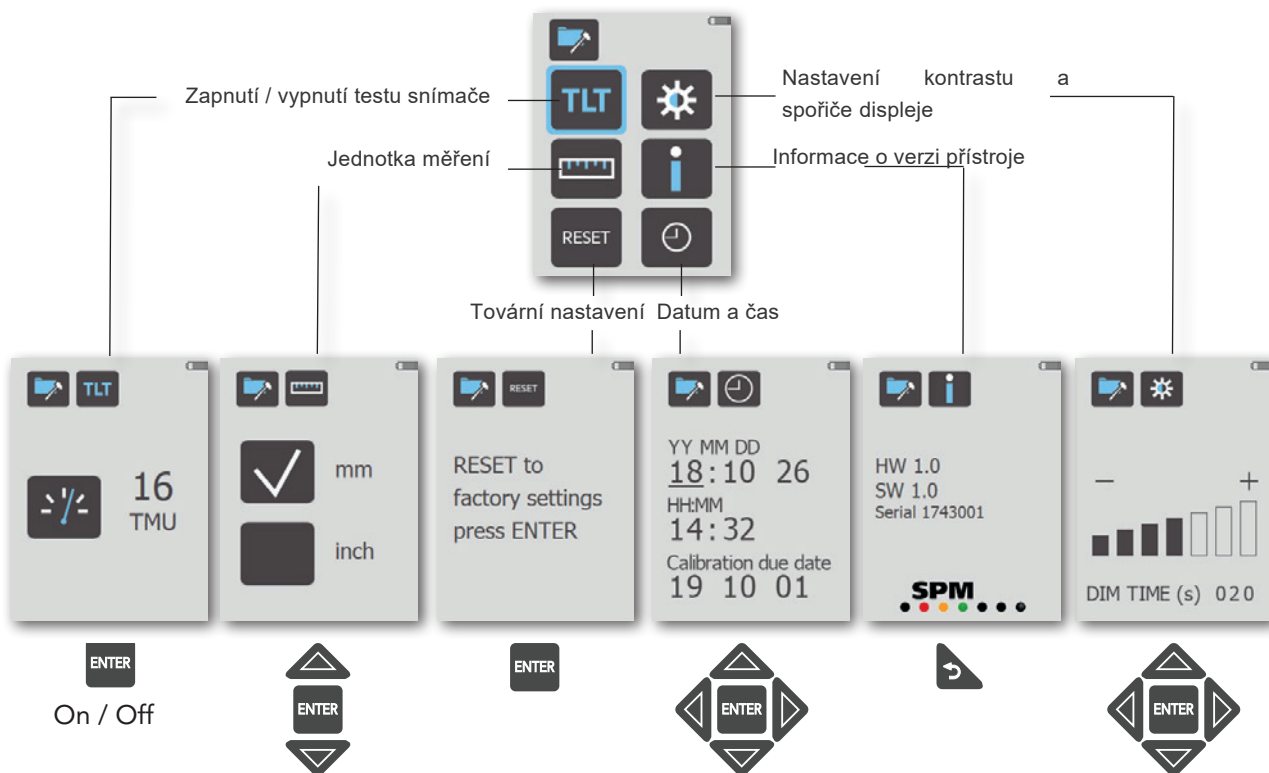 TLT
Zapnutí / vypnutí testu snímače
Nastavení kontrastu a
spořiče displeje
Jednotka měření
Informace o verzi přístroje
RESET
Tovární nastavení
Datum a čas
TLT
16
TMU
mm
inch
RESET
RESET to
factory settings
press ENTER
YY MM DD
18:10 26
HH:MM
14:32
Calibration due date
19 10 01
HW 1.0
SW 1.0
Serial 1743001
SPM
− +
DIM TIME (s) 020
ENTER
On / Off
ENTER
ENTER
ENTER
ENTER